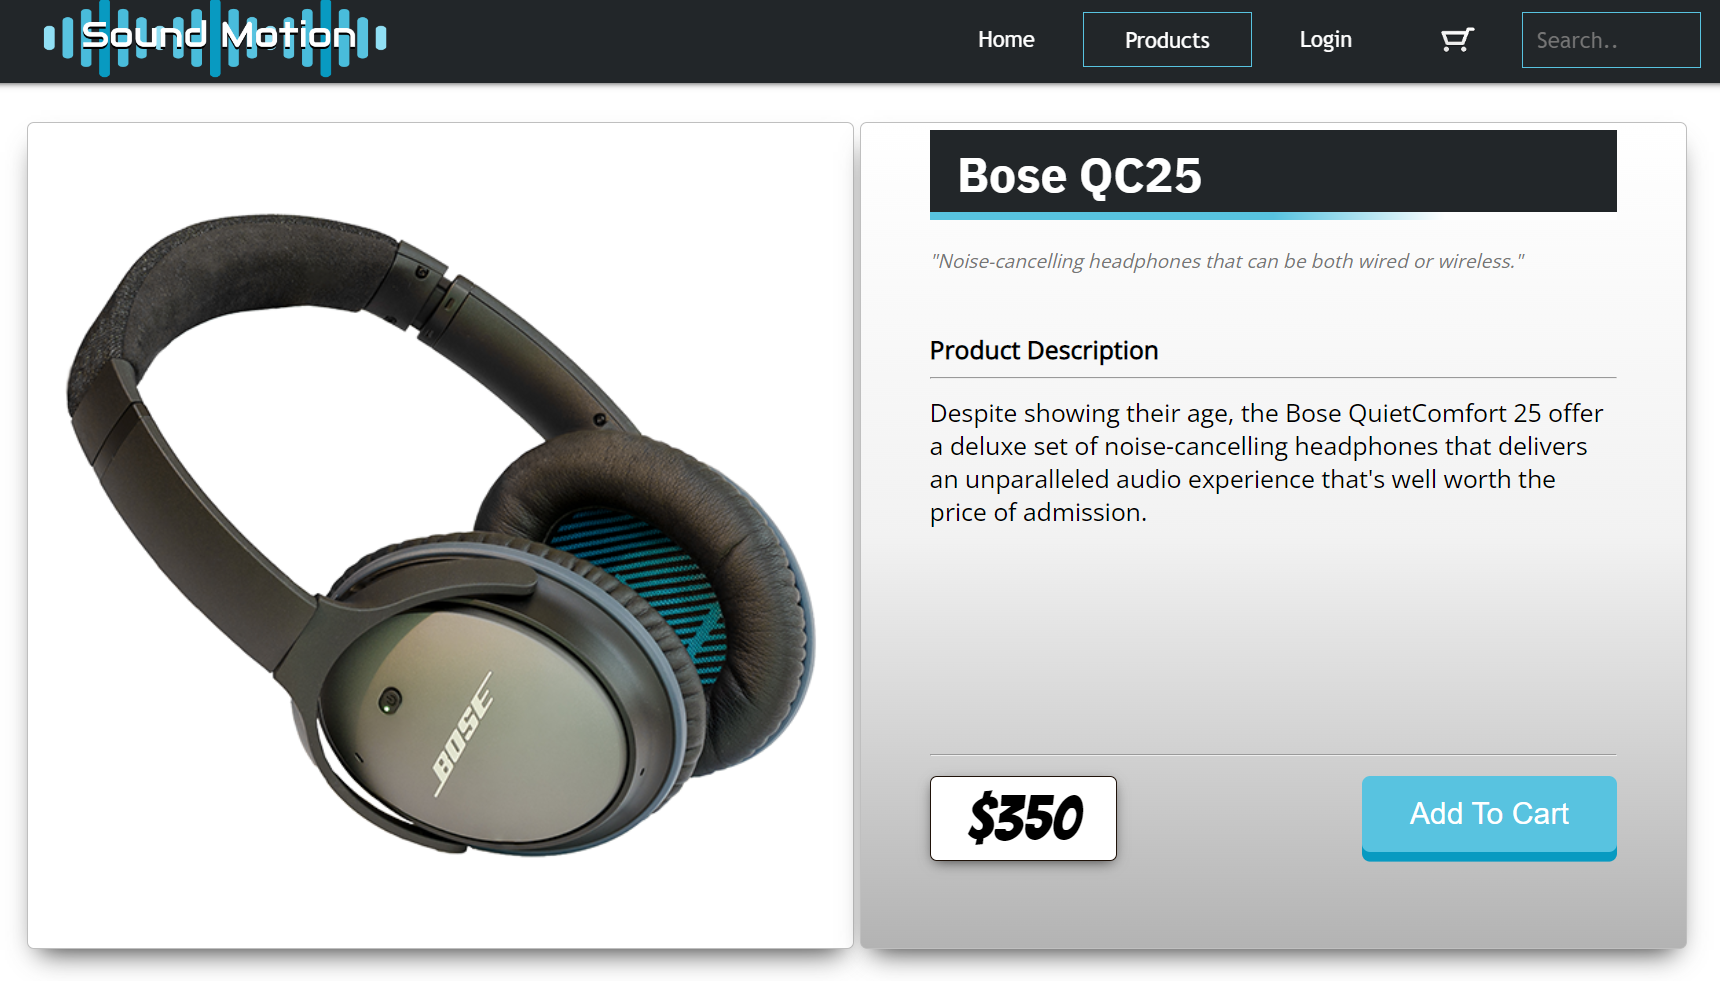 Sound Motion
Home
Products
Login
Search..
Bose QC25
"Noise-cancelling headphones that can be both wired or wireless."
Product Description
Despite showing their age, the Bose QuietComfort 25 offer
a deluxe set of noise-cancelling headphones that delivers
an unparalleled audio experience that's well worth the
price of admission.
BOSE
$350
Add To Cart